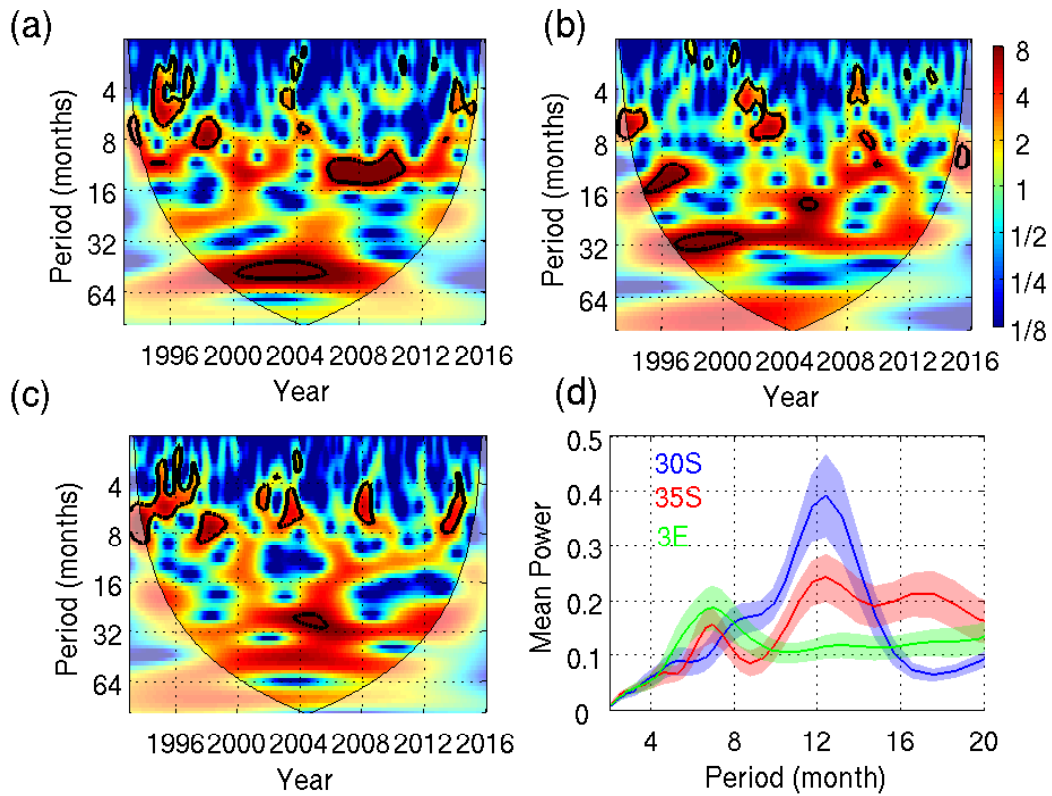 (a)
Period (months)
4
8
16
32
64
1996 2000 2004 2008 2012 2016
Year
(b)
Period (months)
4
8
16
32
64
1996 2000 2004 2008 2012 2016
Year
8
4
2
1
1/2
1/4
1/8
(c)
Period (months)
4
8
16
32
64
1996 2000 2004 2008 2012 2016
Year
(d)
Mean Power
0.5
0.4
0.3
0.2
0.1
0
30S
35S
3E
4 8 12 16 20
Period (month)